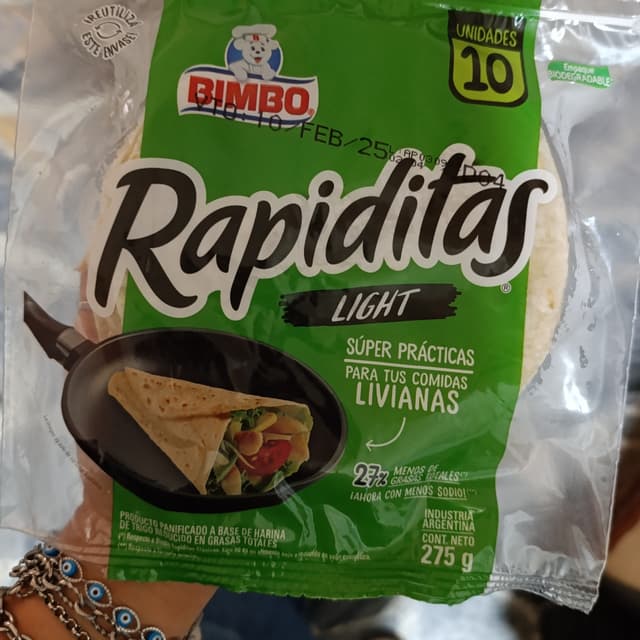 ¡REUTILIZÁ
ESTE ENVASE!
UNIDADES
10
Empaque
BIODEGRADABLE
BIMBO
VTO: 10/FEB/25
Rapiditas
LIGHT
SÚPER PRÁCTICAS
PARA TUS COMIDAS
LIVIANAS
27% MENOS DE
GRASAS TOTALES(*)
¡AHORA CON MENOS SODIO!(**)
PRODUCTO PANIFICADO A BASE DE HARINA
DE TRIGO REDUCIDO EN GRASAS TOTALES
INDUSTRIA
ARGENTINA
CONT. NETO
275 g